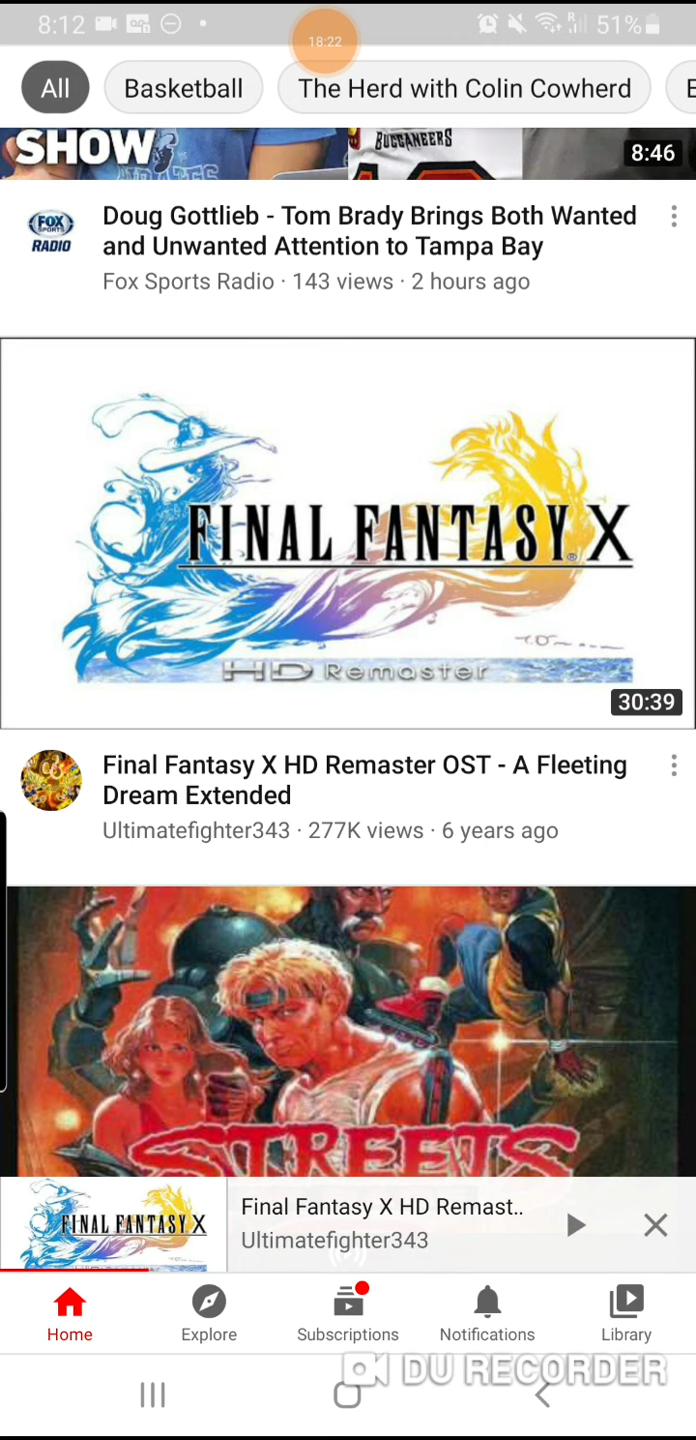 8:12
18:22
R
51%
All
Basketball
The Herd with Colin Cowherd
E
SHOW
PIRATES
BUCCANEERS
8:46
FOX
SPORTS
RADIO
Doug Gottlieb - Tom Brady Brings Both Wanted
and Unwanted Attention to Tampa Bay
Fox Sports Radio · 143 views · 2 hours ago
FINAL FANTASY® X
HD Remaster
30:39
Final Fantasy X HD Remaster OST - A Fleeting
Dream Extended
Ultimatefighter343 · 277K views · 6 years ago
STREETS
FINAL FANTASY X
Final Fantasy X HD Remast..
Ultimatefighter343
Home
Explore
Subscriptions
Notifications
Library
DU RECORDER